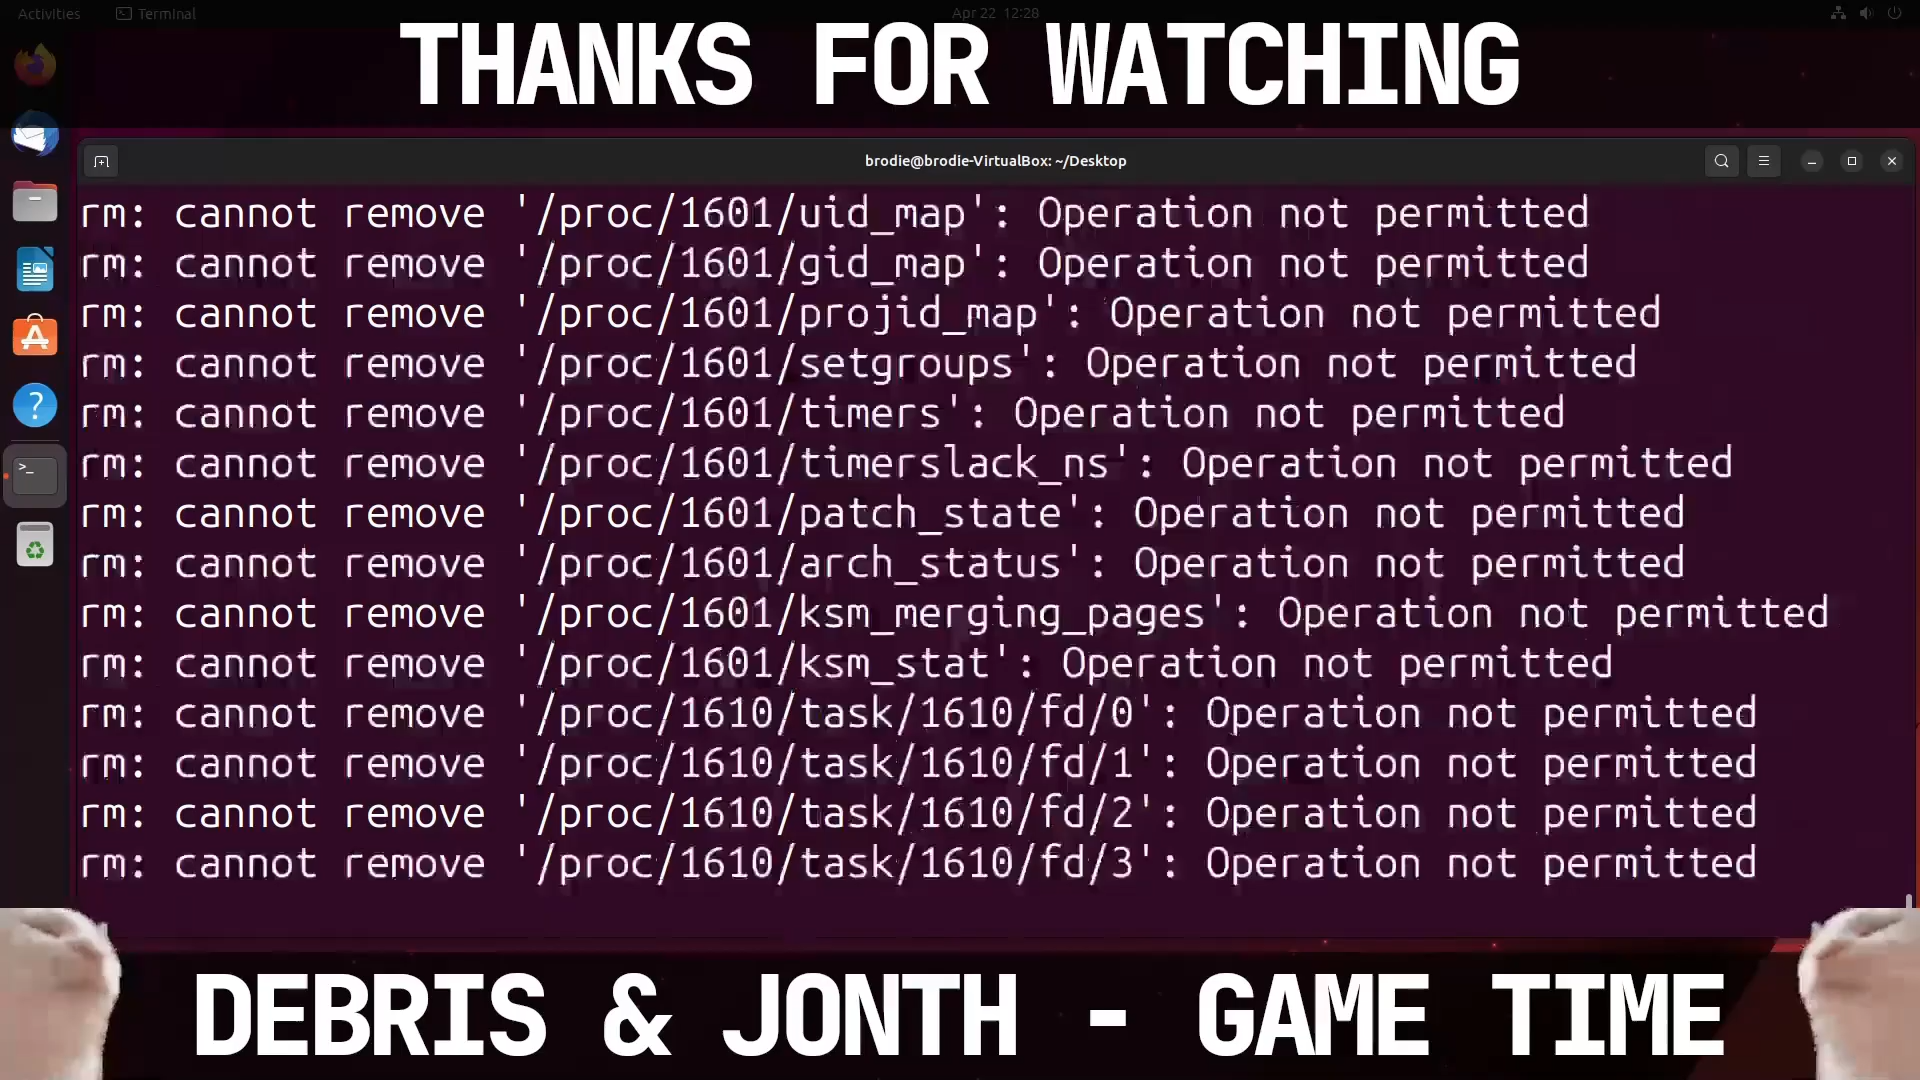 Activities Terminal Apr 22 12:28
THANKS FOR WATCHING
brodie@brodie-VirtualBox: ~/Desktop
rm: cannot remove '/proc/1601/uid_map': Operation not permitted
rm: cannot remove '/proc/1601/gid_map': Operation not permitted
rm: cannot remove '/proc/1601/projid_map': Operation not permitted
rm: cannot remove '/proc/1601/setgroups': Operation not permitted
rm: cannot remove '/proc/1601/timers': Operation not permitted
rm: cannot remove '/proc/1601/timerslack_ns': Operation not permitted
rm: cannot remove '/proc/1601/patch_state': Operation not permitted
rm: cannot remove '/proc/1601/arch_status': Operation not permitted
rm: cannot remove '/proc/1601/ksm_merging_pages': Operation not permitted
rm: cannot remove '/proc/1601/ksm_stat': Operation not permitted
rm: cannot remove '/proc/1610/task/1610/fd/0': Operation not permitted
rm: cannot remove '/proc/1610/task/1610/fd/1': Operation not permitted
rm: cannot remove '/proc/1610/task/1610/fd/2': Operation not permitted
rm: cannot remove '/proc/1610/task/1610/fd/3': Operation not permitted
DEBRIS & JONTH - GAME TIME